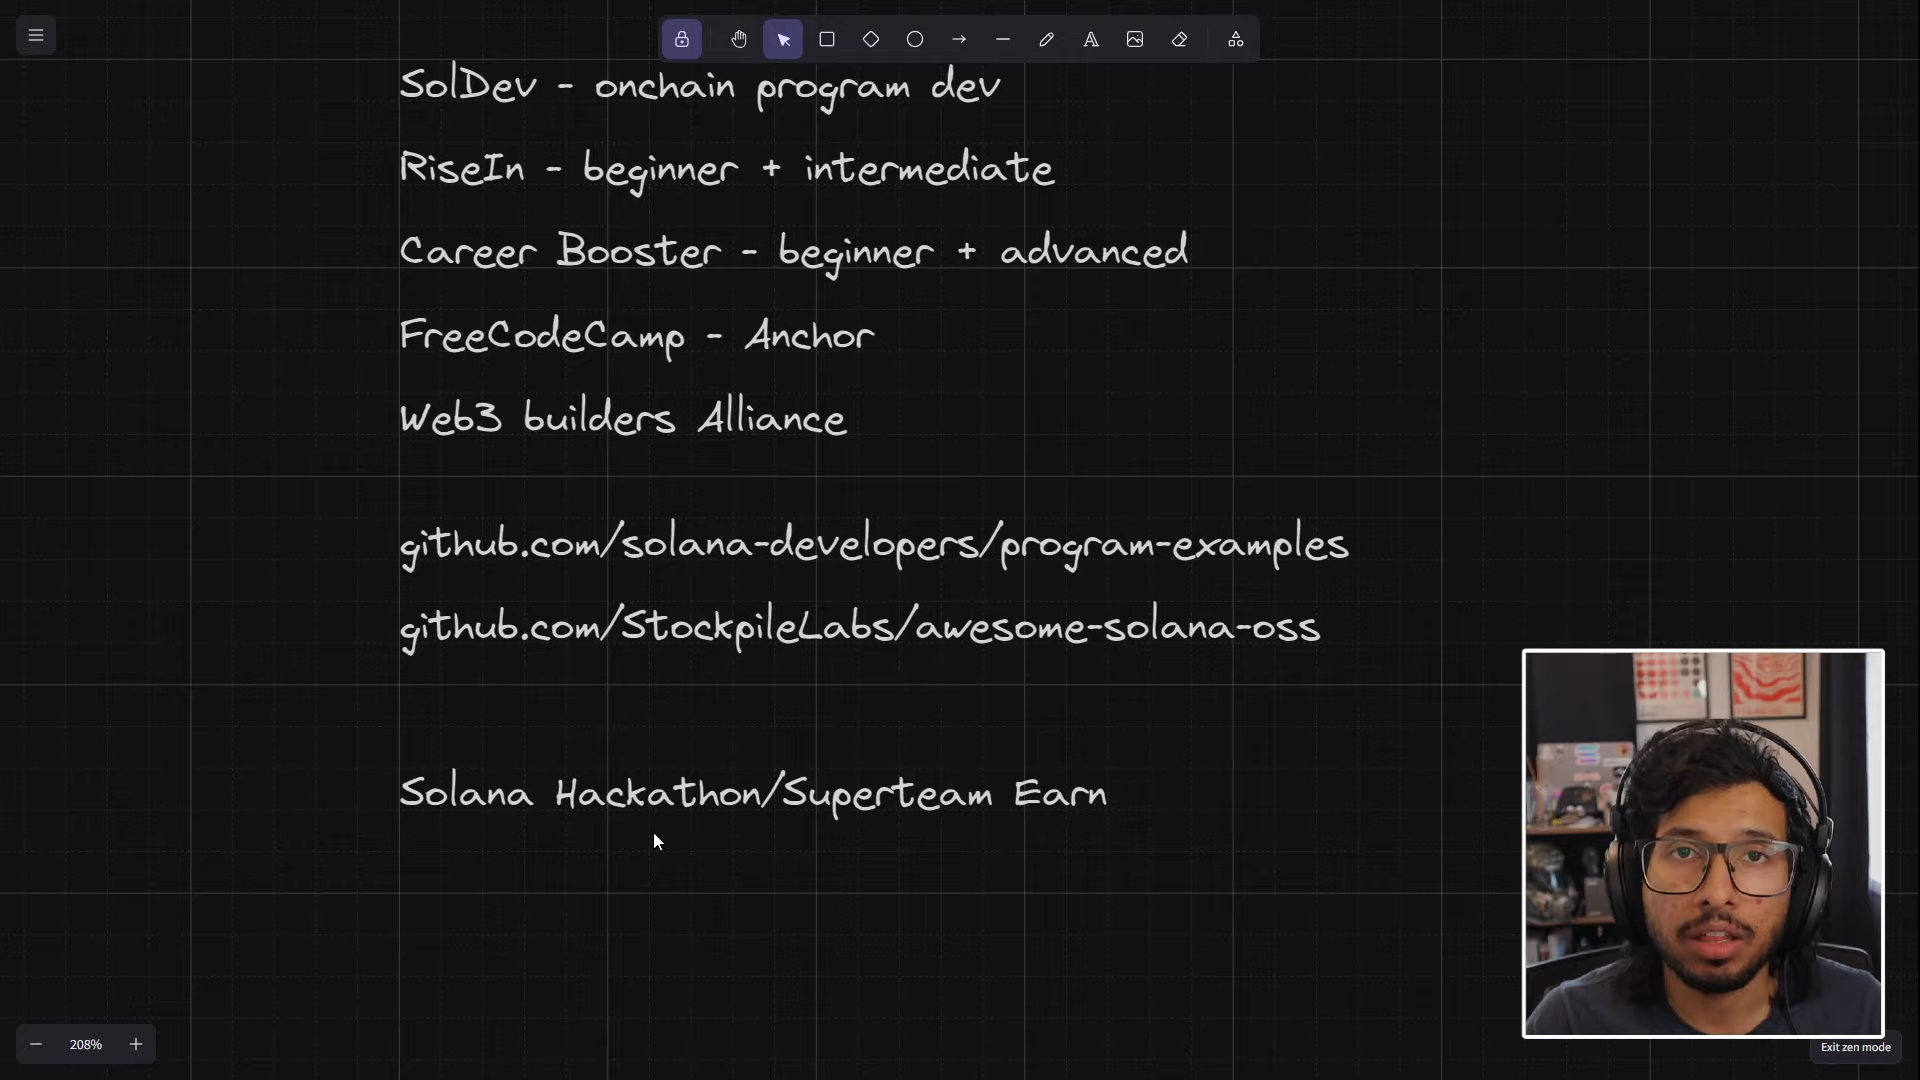 SolDev - onchain program dev
RiseIn - beginner + intermediate
Career Booster - beginner + advanced
FreeCodeCamp - Anchor
Web3 builders Alliance
github.com/solana-developers/program-examples
github.com/StockpileLabs/awesome-solana-oss
Solana Hackathon/Superteam Earn
208%
Exit zen mode